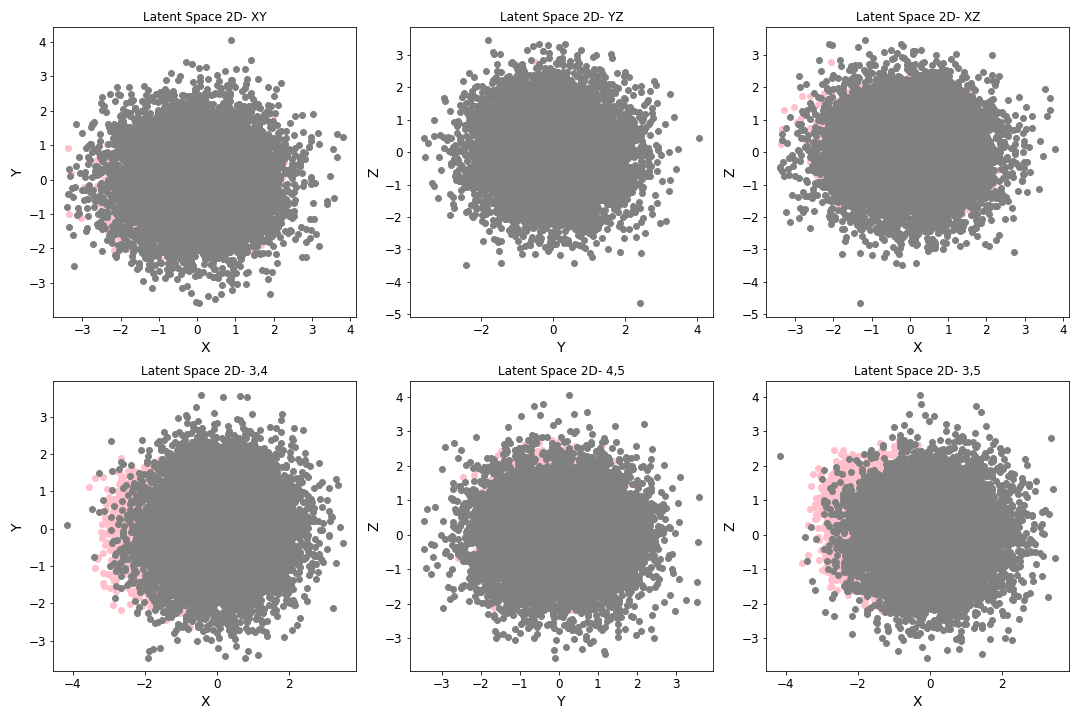 Latent Space 2D- XY
Latent Space 2D- YZ
Latent Space 2D- XZ
4
3
2
1
0
−1
−2
−3
Y
−3 −2 −1 0 1 2 3 4
X
3
2
1
0
−1
−2
−3
−4
−5
Z
−2 0 2 4
Y
3
2
1
0
−1
−2
−3
−4
−5
Z
−3 −2 −1 0 1 2 3 4
X
Latent Space 2D- 3,4
Latent Space 2D- 4,5
Latent Space 2D- 3,5
3
2
1
0
−1
−2
−3
Y
−4 −2 0 2
X
4
3
2
1
0
−1
−2
−3
Z
−3 −2 −1 0 1 2 3
Y
4
3
2
1
0
−1
−2
−3
Z
−4 −2 0 2
X